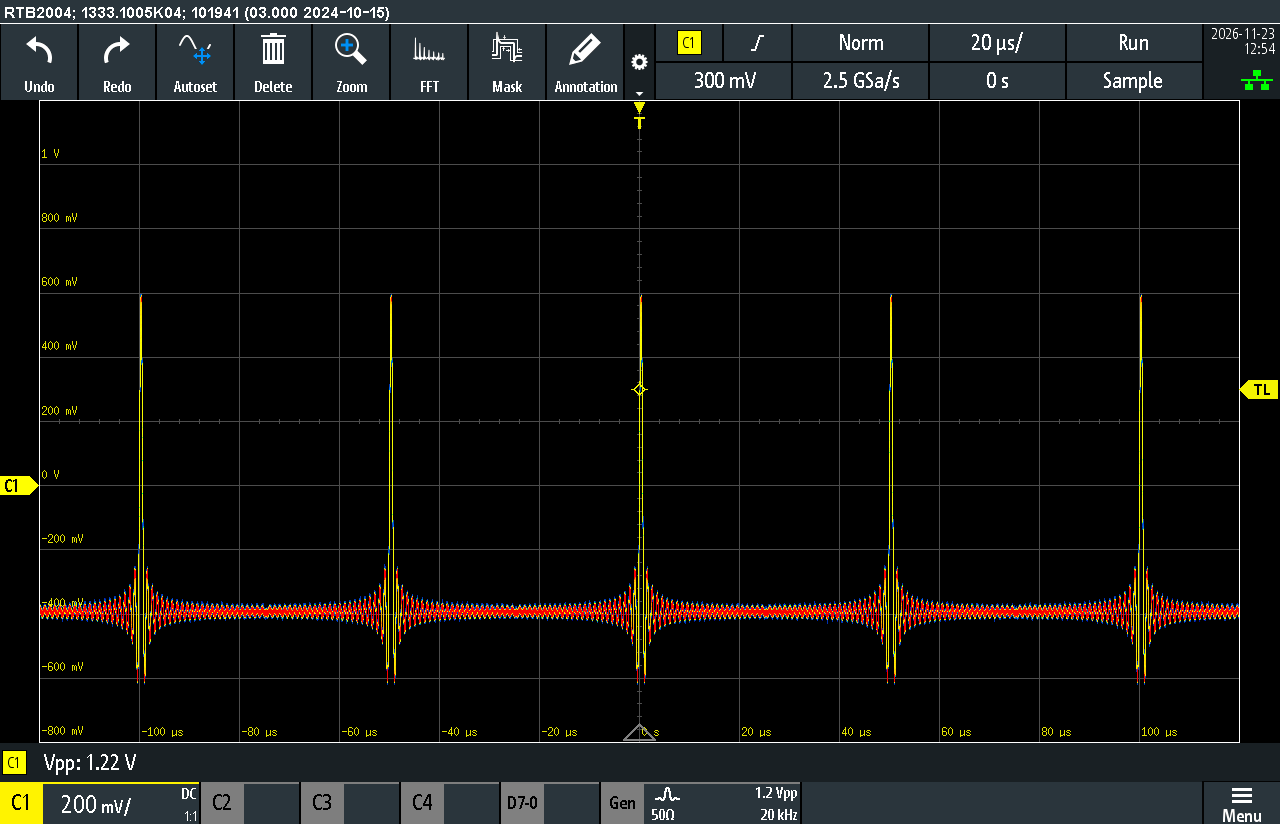 RTB2004; 1333.1005K04; 101941 (03.000 2024-10-15)
Undo
Redo
Autoset
Delete
Zoom
FFT
Mask
Annotation
C1
Norm
20 µs/
Run
300 mV
2.5 GSa/s
0 s
Sample
2026-11-23
12:54
T
1 V
800 mV
600 mV
400 mV
200 mV
TL
0 V
C1
-200 mV
-400 mV
-600 mV
-800 mV
-100 µs
-80 µs
-60 µs
-40 µs
-20 µs
0 s
20 µs
40 µs
60 µs
80 µs
100 µs
C1 Vpp: 1.22 V
C1
200 mV/
DC
1:1
C2
C3
C4
D7-0
Gen
50Ω
1.2 Vpp
20 kHz
Menu